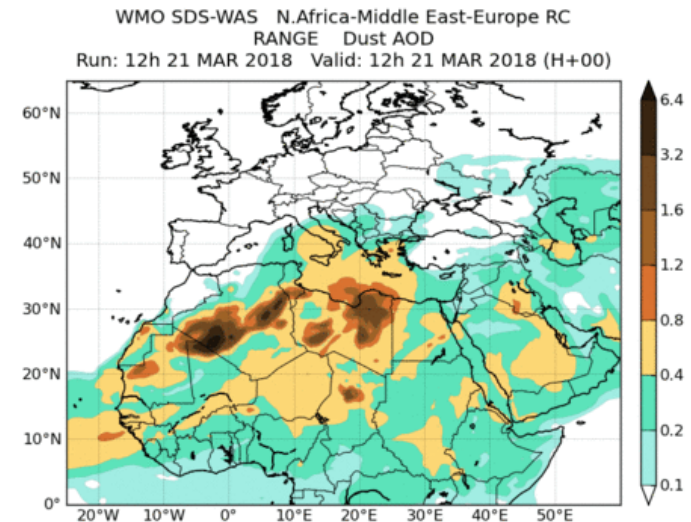 WMO SDS-WAS N.Africa-Middle East-Europe RC
RANGE Dust AOD
Run: 12h 21 MAR 2018 Valid: 12h 21 MAR 2018 (H+00)
60°N
50°N
40°N
30°N
20°N
10°N
0°
20°W 10°W 0° 10°E 20°E 30°E 40°E 50°E
6.4
3.2
1.6
1.2
0.8
0.4
0.2
0.1